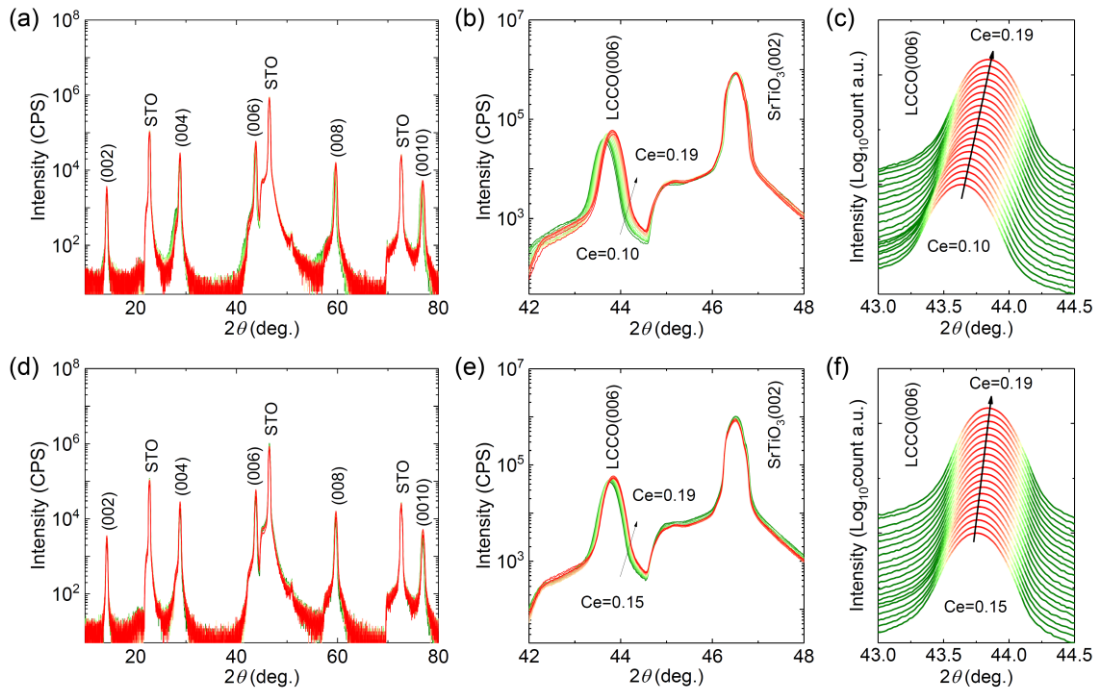 (a)
10⁸
10⁶
10⁴
10²
Intensity (CPS)
(002)
STO
(004)
(006)
STO
(008)
STO
(0010)
20 40 60 80
2θ (deg.)
(b)
10⁷
10⁵
10³
Intensity (CPS)
LCCO(006)
SrTiO₃(002)
Ce=0.19
Ce=0.10
42 44 46 48
2θ (deg.)
(c)
Intensity (Log₁₀count a.u.)
LCCO(006)
Ce=0.19
Ce=0.10
43.0 43.5 44.0 44.5
2θ (deg.)
(d)
10⁸
10⁶
10⁴
10²
Intensity (CPS)
(002)
STO
(004)
(006)
STO
(008)
STO
(0010)
20 40 60 80
2θ (deg.)
(e)
10⁷
10⁵
10³
Intensity (CPS)
LCCO(006)
SrTiO₃(002)
Ce=0.19
Ce=0.15
42 44 46 48
2θ (deg.)
(f)
Intensity (Log₁₀count a.u.)
LCCO(006)
Ce=0.19
Ce=0.15
43.0 43.5 44.0 44.5
2θ (deg.)